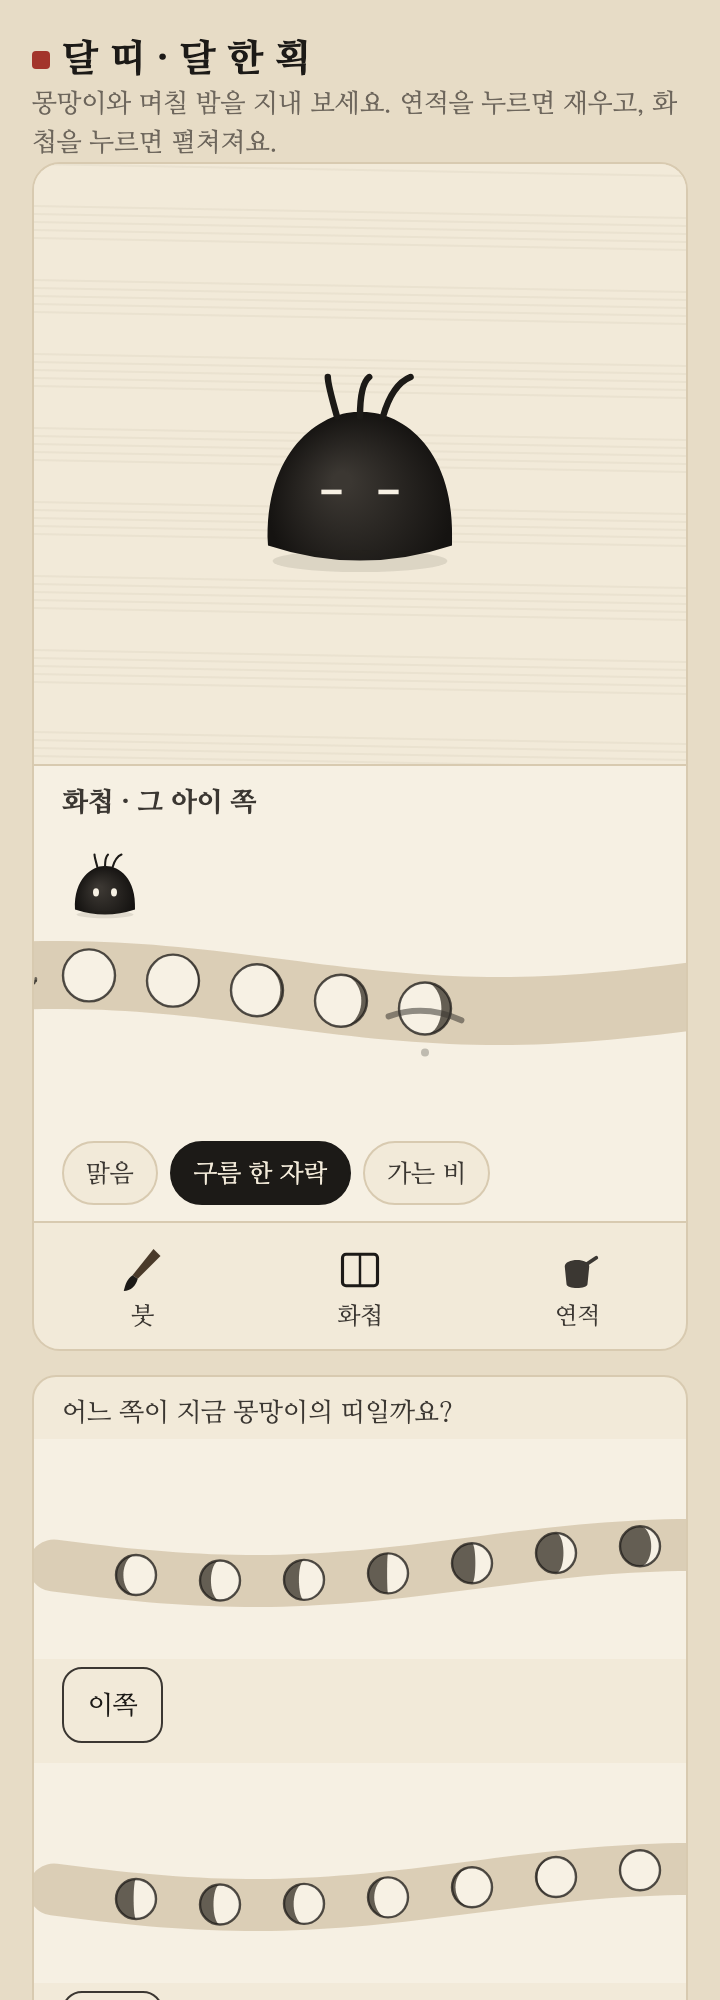 달 띠 · 달 한 획
몽망이와 며칠 밤을 지내 보세요. 연적을 누르면 재우고, 화
첩을 누르면 펼쳐져요.
화첩 · 그 아이 쪽
맑음
구름 한 자락
가는 비
붓
화첩
연적
어느 쪽이 지금 몽망이의 띠일까요?
이쪽